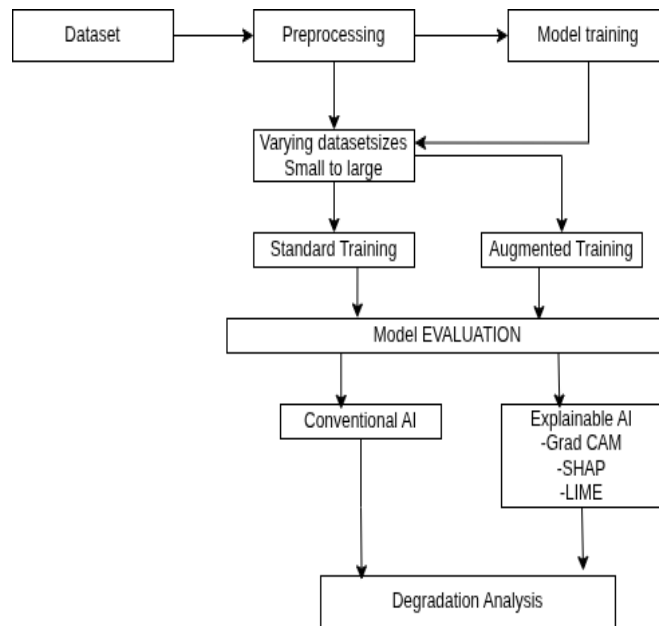 Dataset
Preprocessing
Model training
Varying datasetsizes
Small to large
Standard Training
Augmented Training
Model EVALUATION
Conventional AI
Explainable AI
-Grad CAM
-SHAP
-LIME
Degradation Analysis